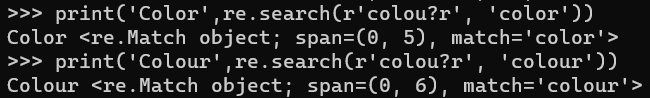 >>> print('Color',re.search(r'colou?r', 'color'))
Color <re.Match object; span=(0, 5), match='color'>
>>> print('Colour',re.search(r'colou?r', 'colour'))
Colour <re.Match object; span=(0, 6), match='colour'>